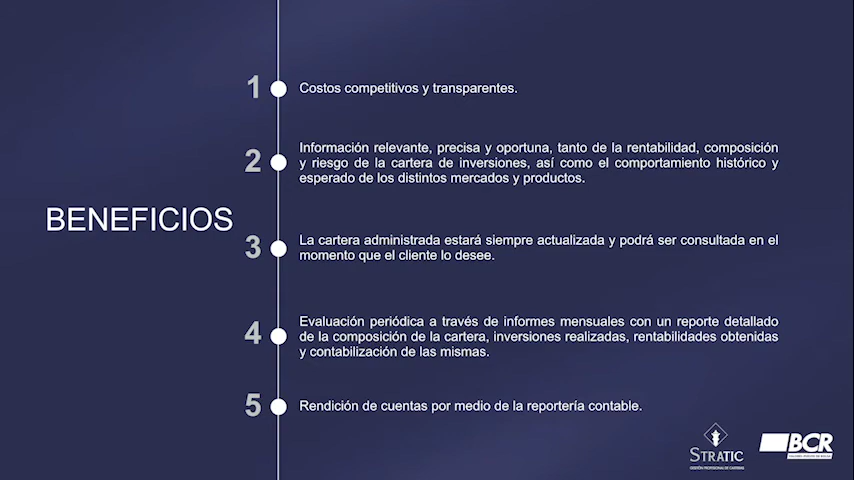 BENEFICIOS
1
Costos competitivos y transparentes.
2
Información relevante, precisa y oportuna, tanto de la rentabilidad, composición
y riesgo de la cartera de inversiones, así como el comportamiento histórico y
esperado de los distintos mercados y productos.
3
La cartera administrada estará siempre actualizada y podrá ser consultada en el
momento que el cliente lo desee.
4
Evaluación periódica a través de informes mensuales con un reporte detallado
de la composición de la cartera, inversiones realizadas, rentabilidades obtenidas
y contabilización de las mismas.
5
Rendición de cuentas por medio de la reportería contable.
STRATIC
GESTIÓN PROFESIONAL DE CARTERAS
BCR